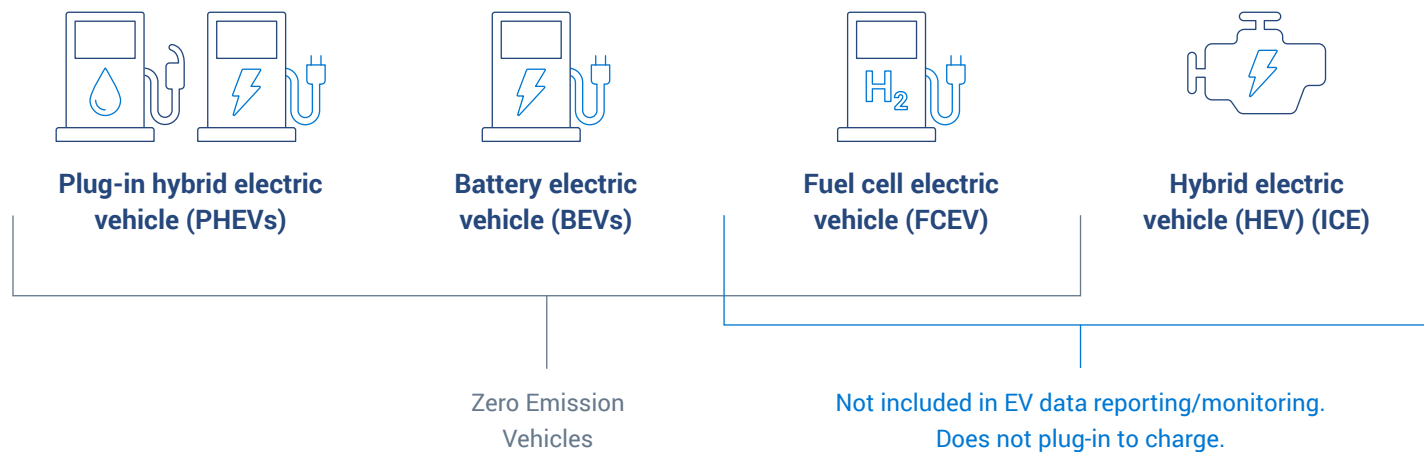 H2
Plug-in hybrid electric
vehicle (PHEVs)
Battery electric
vehicle (BEVs)
Fuel cell electric
vehicle (FCEV)
Hybrid electric
vehicle (HEV) (ICE)
Zero Emission
Vehicles
Not included in EV data reporting/monitoring.
Does not plug-in to charge.